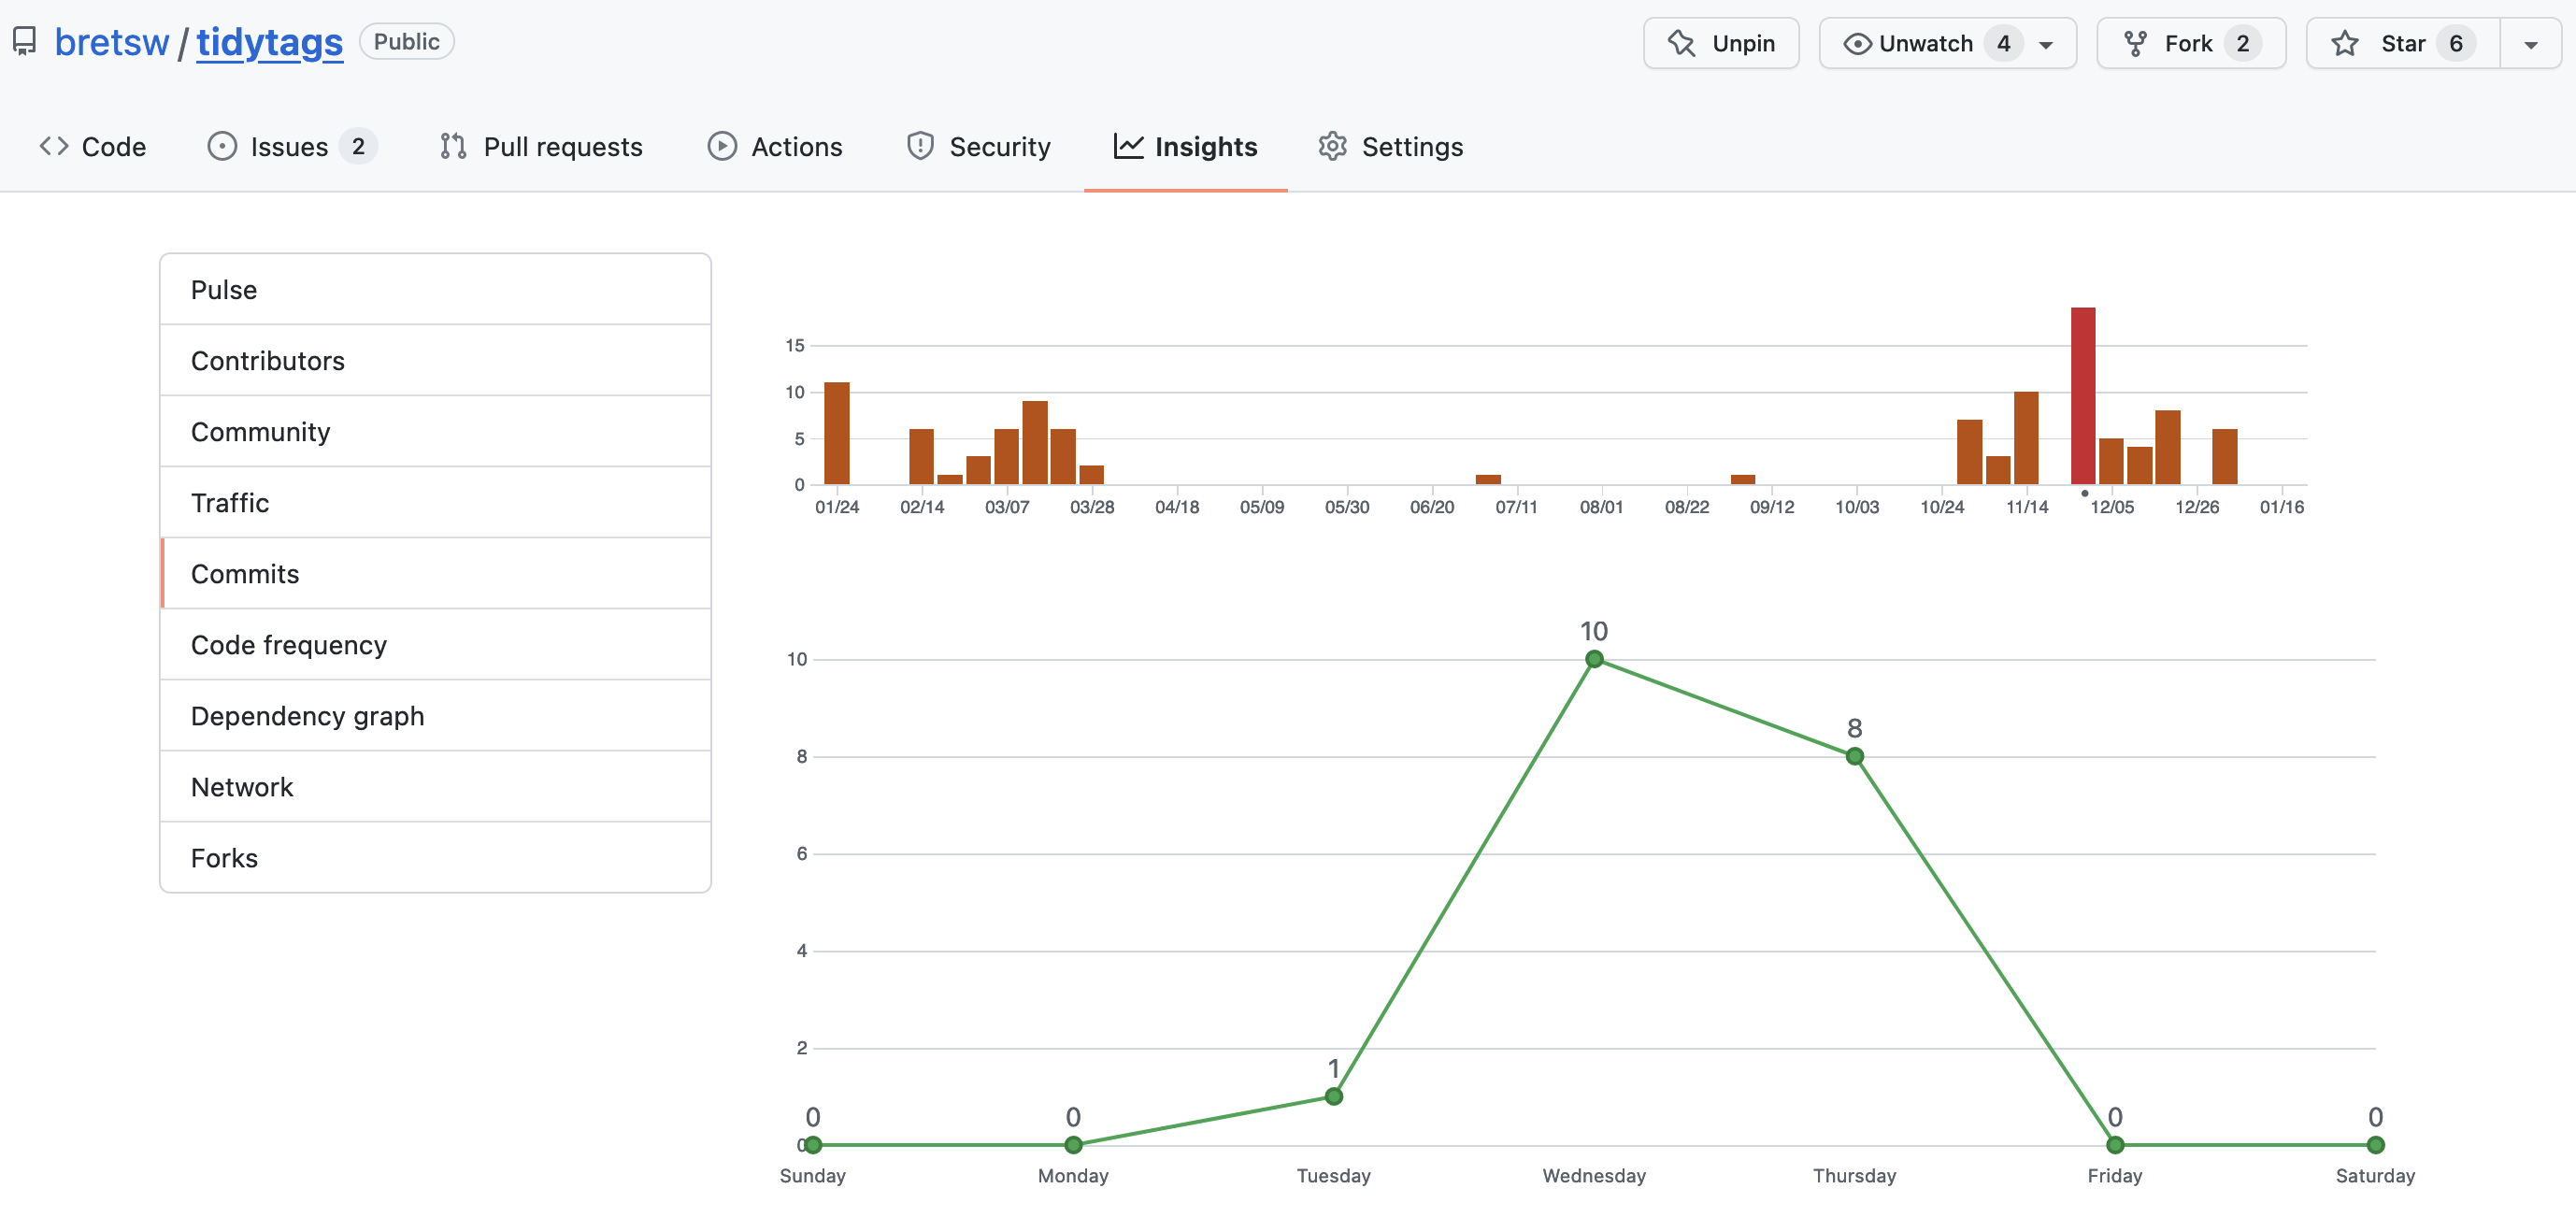 bretsw / tidytags Public Unpin Unwatch 4 Fork 2 Star 6
Code Issues 2 Pull requests Actions Security Insights Settings
Pulse
Contributors
Community
Traffic
Commits
Code frequency
Dependency graph
Network
Forks
15
10
5
0
01/24 02/14 03/07 03/28 04/18 05/09 05/30 06/20 07/11 08/01 08/22 09/12 10/03 10/24 11/14 12/05 12/26 01/16
10
10
8
8
6
4
2
1
0 0 0 0
0
Sunday Monday Tuesday Wednesday Thursday Friday Saturday